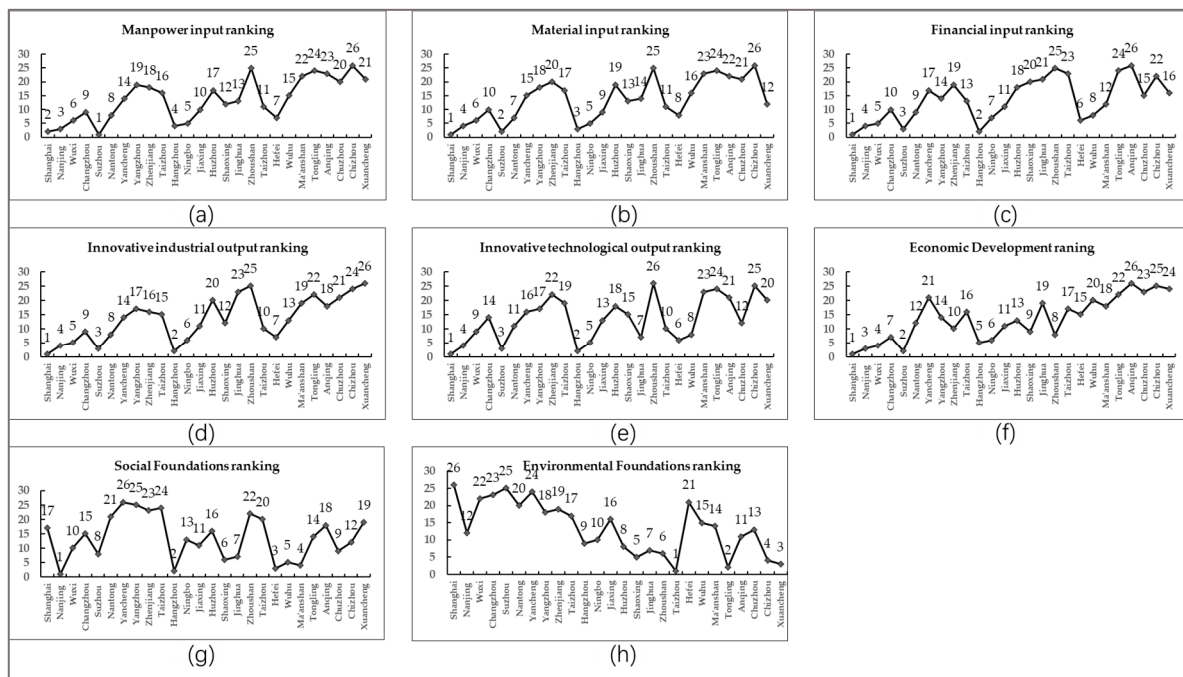 Manpower input ranking
30
25
20
15
10
5
0
2 3 6 9 1 8 14 19 18 16 4 5 10 17 12 13 25 11 7 15 22 24 23 20 26 21
Shanghai Nanjing Wuxi Changzhou Suzhou Nantong Yancheng Yangzhou Zhenjiang Taizhou Hangzhou Ningbo Jiaxing Huzhou Shaoxing Jinghua Zhoushan Taizhou Hefei Wuhu Ma'anshan Tongling Anqing Chuzhou Chizhou Xuancheng
(a)
Material input ranking
30
25
20
15
10
5
0
1 4 6 10 2 7 15 18 20 17 3 5 9 19 13 14 25 11 8 16 23 24 22 21 26 12
Shanghai Nanjing Wuxi Changzhou Suzhou Nantong Yancheng Yangzhou Zhenjiang Taizhou Hangzhou Ningbo Jiaxing Huzhou Shaoxing Jinghua Zhoushan Taizhou Hefei Wuhu Ma'anshan Tongling Anqing Chuzhou Chizhou Xuancheng
(b)
Financial input ranking
30
25
20
15
10
5
0
1 4 5 10 3 9 17 14 19 13 2 7 11 18 20 21 25 23 6 8 12 24 26 15 22 16
Shanghai Nanjing Wuxi Changzhou Suzhou Nantong Yancheng Yangzhou Zhenjiang Taizhou Hangzhou Ningbo Jiaxing Huzhou Shaoxing Jinghua Zhoushan Taizhou Hefei Wuhu Ma'anshan Tongling Anqing Chuzhou Chizhou Xuancheng
(c)
Innovative industrial output ranking
30
25
20
15
10
5
0
1 4 5 9 3 8 14 17 16 15 2 6 11 20 12 23 25 10 7 13 19 22 18 21 24 26
Shanghai Nanjing Wuxi Changzhou Suzhou Nantong Yancheng Yangzhou Zhenjiang Taizhou Hangzhou Ningbo Jiaxing Huzhou Shaoxing Jinghua Zhoushan Taizhou Hefei Wuhu Ma'anshan Tongling Anqing Chuzhou Chizhou Xuancheng
(d)
Innovative technological output ranking
30
25
20
15
10
5
0
1 4 9 14 3 11 16 17 22 19 2 5 13 18 15 7 26 10 6 8 23 24 21 12 25 20
Shanghai Nanjing Wuxi Changzhou Suzhou Nantong Yancheng Yangzhou Zhenjiang Taizhou Hangzhou Ningbo Jiaxing Huzhou Shaoxing Jinghua Zhoushan Taizhou Hefei Wuhu Ma'anshan Tongling Anqing Chuzhou Chizhou Xuancheng
(e)
Economic Development raning
30
25
20
15
10
5
0
1 3 4 7 2 12 21 14 10 16 5 6 11 13 9 19 8 17 15 20 18 22 26 23 25 24
Shanghai Nanjing Wuxi Changzhou Suzhou Nantong Yancheng Yangzhou Zhenjiang Taizhou Hangzhou Ningbo Jiaxing Huzhou Shaoxing Jinghua Zhoushan Taizhou Hefei Wuhu Ma'anshan Tongling Anqing Chuzhou Chizhou Xuancheng
(f)
Social Foundations ranking
30
25
20
15
10
5
0
17 1 10 15 8 21 26 25 23 24 2 13 11 16 6 7 22 20 3 5 4 14 18 9 12 19
Shanghai Nanjing Wuxi Changzhou Suzhou Nantong Yancheng Yangzhou Zhenjiang Taizhou Hangzhou Ningbo Jiaxing Huzhou Shaoxing Jinghua Zhoushan Taizhou Hefei Wuhu Ma'anshan Tongling Anqing Chuzhou Chizhou Xuancheng
(g)
Environmental Foundations ranking
30
25
20
15
10
5
0
26 12 22 23 25 20 24 18 19 17 9 10 16 8 5 7 6 1 21 15 14 2 11 13 4 3
Shanghai Nanjing Wuxi Changzhou Suzhou Nantong Yancheng Yangzhou Zhenjiang Taizhou Hangzhou Ningbo Jiaxing Huzhou Shaoxing Jinghua Zhoushan Taizhou Hefei Wuhu Ma'anshan Tongling Anqing Chuzhou Chizhou Xuancheng
(h)